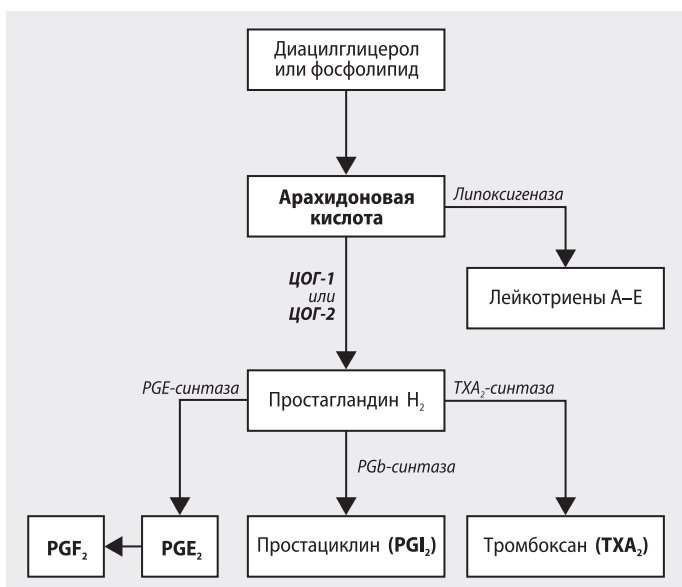 Диацилглицерол
или фосфолипид
Арахидоновая
кислота
Липоксигеназа
Лейкотриены А–Е
ЦОГ-1
или
ЦОГ-2
PGE-синтаза
Простагландин H₂
TXA₂-синтаза
PGb-синтаза
PGF₂
PGE₂
Простациклин (PGI₂)
Тромбоксан (TXA₂)